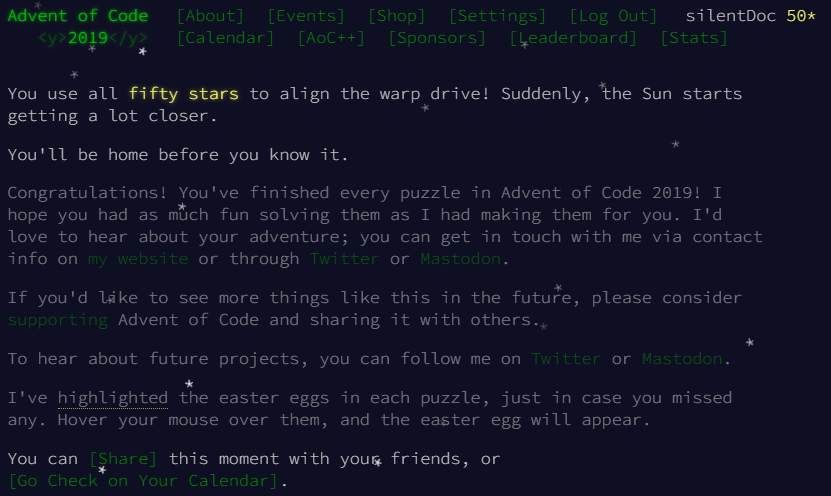 Advent of Code [About] [Events] [Shop] [Settings] [Log Out] silentDoc 50*
<y>2019</y> [Calendar] [AoC++] [Sponsors] [Leaderboard] [Stats]
You use all fifty stars to align the warp drive! Suddenly, the Sun starts
getting a lot closer.
You'll be home before you know it.
Congratulations! You've finished every puzzle in Advent of Code 2019! I
hope you had as much fun solving them as I had making them for you. I'd
love to hear about your adventure; you can get in touch with me via contact
info on my website or through Twitter or Mastodon.
If you'd like to see more things like this in the future, please consider
supporting Advent of Code and sharing it with others.
To hear about future projects, you can follow me on Twitter or Mastodon.
I've highlighted the easter eggs in each puzzle, just in case you missed
any. Hover your mouse over them, and the easter egg will appear.
You can [Share] this moment with your friends, or
[Go Check on Your Calendar].